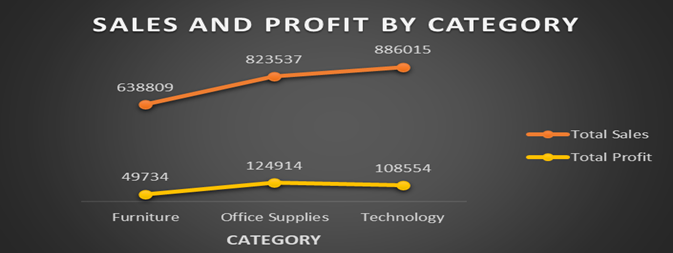 SALES AND PROFIT BY CATEGORY
886015
823537
638809
Total Sales
Total Profit
124914
108554
49734
Furniture Office Supplies Technology
CATEGORY